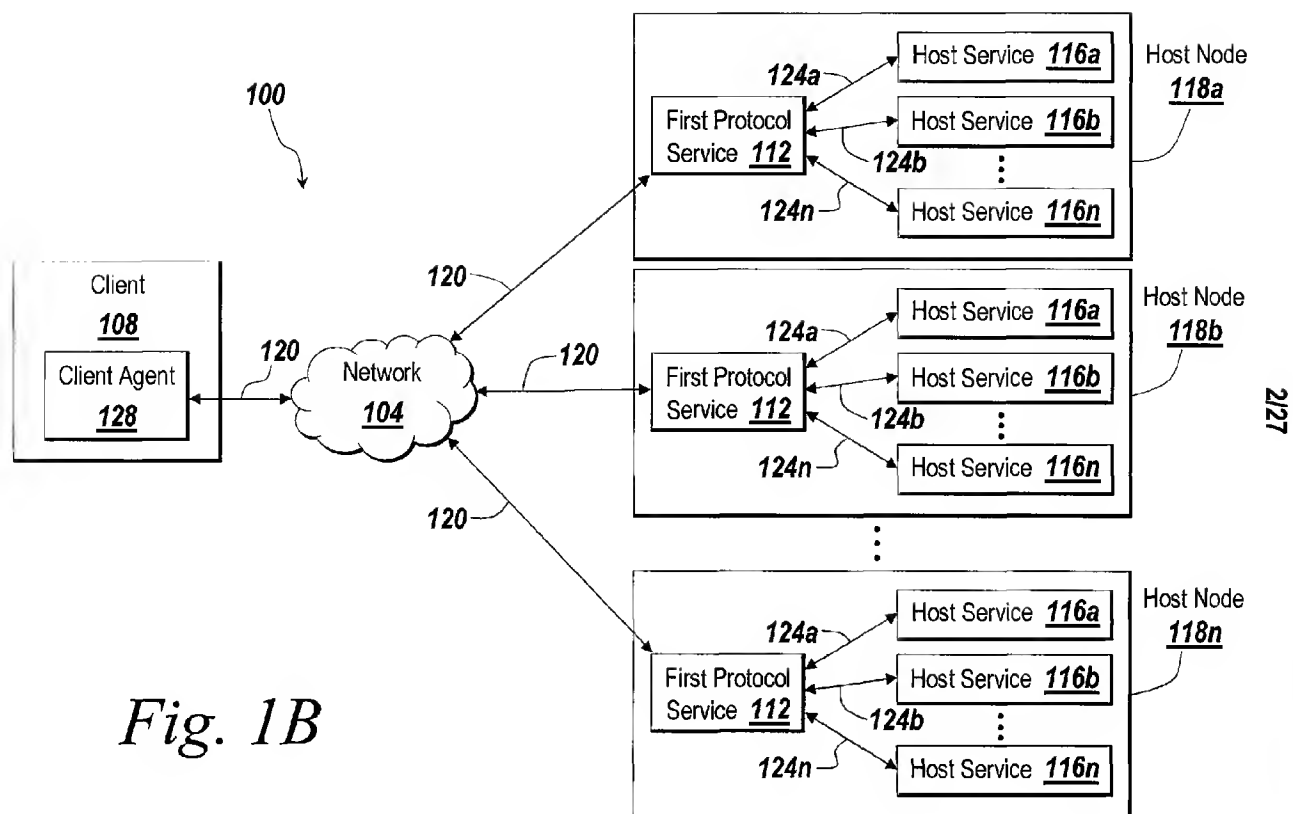 100
Client
108
Client Agent
128
120
Network
104
120
120
120
First Protocol
Service 112
124a
124b
124n
Host Service 116a
Host Service 116b
Host Service 116n
Host Node
118a
First Protocol
Service 112
124a
124b
124n
Host Service 116a
Host Service 116b
Host Service 116n
Host Node
118b
First Protocol
Service 112
124a
124b
124n
Host Service 116a
Host Service 116b
Host Service 116n
Host Node
118n
2/27
Fig. 1B